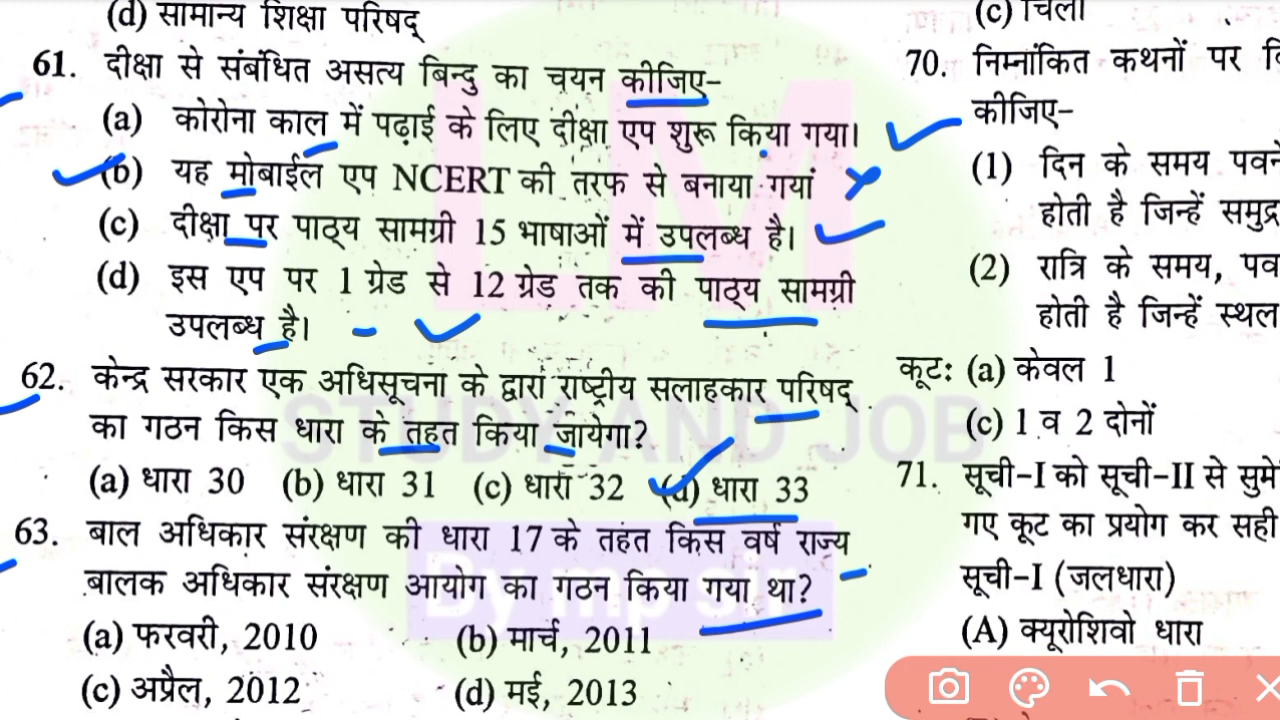 (d) सामान्य शिक्षा परिषद्
61. दीक्षा से संबंधित असत्य बिन्दु का चयन कीजिए-
(a) कोरोना काल में पढ़ाई के लिए दीक्षा एप शुरू किया गया।
(b) यह मोबाईल एप NCERT की तरफ से बनाया गया
(c) दीक्षा पर पाठ्य सामग्री 15 भाषाओं में उपलब्ध है।
(d) इस एप पर 1 ग्रेड से 12 ग्रेड तक की पाठ्य सामग्री
उपलब्ध है।
62. केन्द्र सरकार एक अधिसूचना के द्वारा राष्ट्रीय सलाहकार परिषद्
का गठन किस धारा के तहत किया जायेगा?
(a) धारा 30 (b) धारा 31 (c) धारा 32 (d) धारा 33
63. बाल अधिकार संरक्षण की धारा 17 के तहत किस वर्ष राज्य
बालक अधिकार संरक्षण आयोग का गठन किया गया था?
(a) फरवरी, 2010 (b) मार्च, 2011
(c) अप्रैल, 2012 (d) मई, 2013
(c) चिली
70. निम्नांकित कथनों पर
कीजिए-
(1) दिन के समय पवनें
होती है जिन्हें समुद्र
(2) रात्रि के समय,
होती है जिन्हें स्थल
कूटः (a) केवल 1
(c) 1 व 2 दोनों
71. सूची-I को सूची-II से
गए कूट का प्रयोग कर सही
सूची-I (जलधारा)
(A) क्यूरोशिवो धारा
LM
STUDY AND JOB
By mp sir